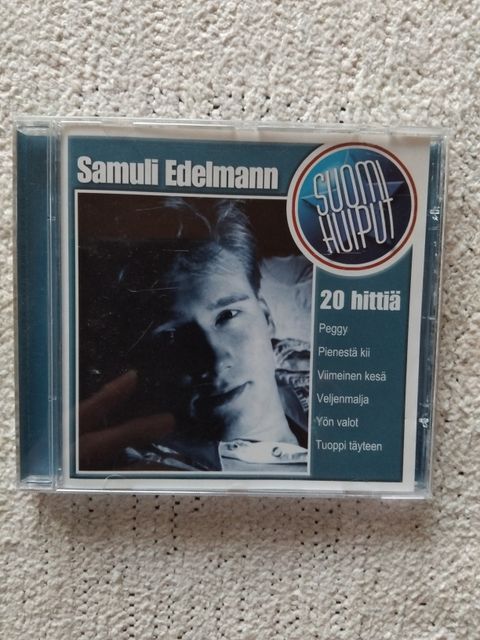 Samuli Edelmann
SUOMI
HUIPUT
20 hittiä
Peggy
Pienestä kii
Viimeinen kesä
Veljenmalja
Yön valot
Tuoppi täyteen